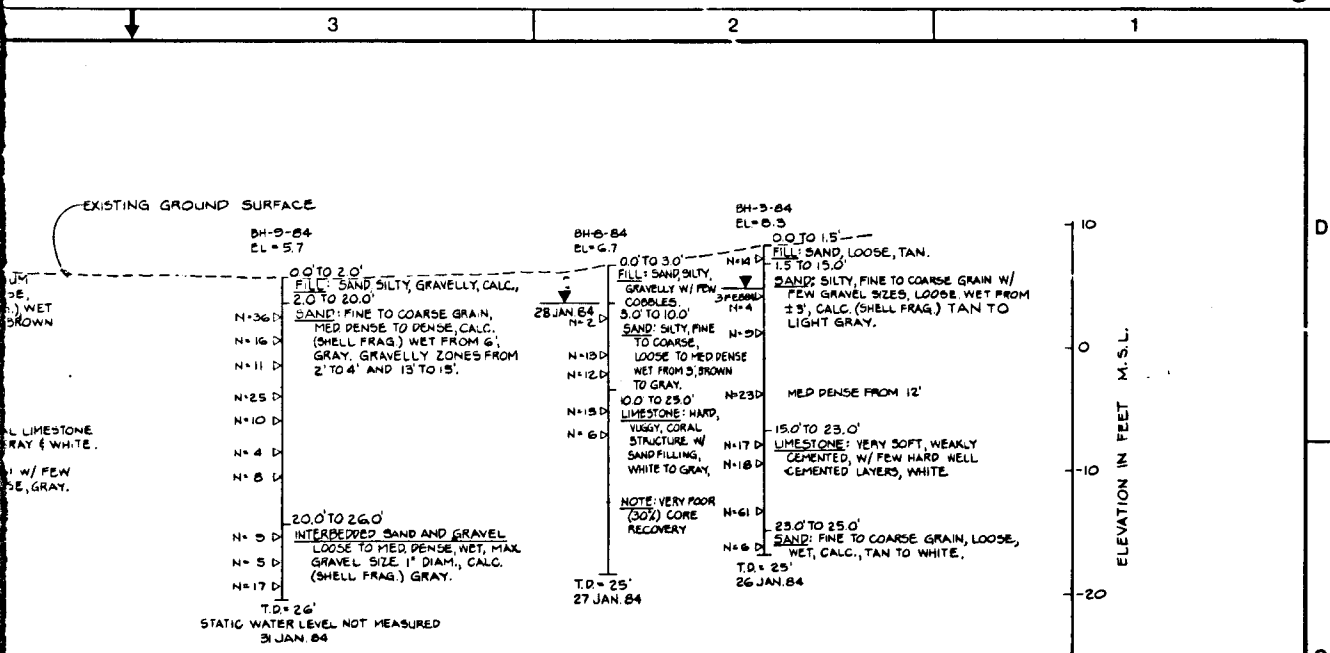 3
2
1
D
EXISTING GROUND SURFACE
WET
BROWN
LIMESTONE
GRAY & WHITE.
W/ FEW
GRAY.
BH-9-84
EL = 5.7
0.0' TO 2.0'
FILL: SAND, SILTY, GRAVELLY, CALC.,
2.0 TO 20.0'
SAND: FINE TO COARSE GRAIN,
MED DENSE TO DENSE, CALC.
(SHELL FRAG.) WET FROM 6',
GRAY. GRAVELLY ZONES FROM
2' TO 4' AND 13' TO 15'.
N=36
N=16
N=11
N=25
N=10
N=4
N=8
20.0' TO 26.0'
INTERBEDDED SAND AND GRAVEL
LOOSE TO MED. DENSE, WET, MAX
GRAVEL SIZE 1" DIAM., CALC.
(SHELL FRAG.) GRAY.
N=9
N=5
N=17
T.D.= 26'
STATIC WATER LEVEL NOT MEASURED
31 JAN. 84
BH-8-84
EL=6.7
0.0' TO 3.0'
FILL: SAND, SILTY,
GRAVELLY W/ FEW
COBBLES.
28 JAN. 84
3.0' TO 10.0'
SAND: SILTY, FINE
TO COARSE,
LOOSE TO MED DENSE
WET FROM 3', BROWN
TO GRAY.
N=2
N=13
N=12
10.0 TO 25.0'
LIMESTONE: HARD,
VUGGY, CORAL
STRUCTURE W/
SAND FILLING,
WHITE TO GRAY,
N=15
N=6
NOTE: VERY POOR
(30%) CORE
RECOVERY
T.D.= 25'
27 JAN. 84
BH-3-84
EL=8.3
0.0 TO 1.5'
FILL: SAND, LOOSE, TAN.
1.5 TO 15.0'
SAND: SILTY, FINE TO COARSE GRAIN W/
FEW GRAVEL SIZES, LOOSE, WET FROM
±3', CALC. (SHELL FRAG.) TAN TO
LIGHT GRAY.
N=14
3 FEB 84
N=4
N=9
N=23
MED DENSE FROM 12'
15.0' TO 23.0'
LIMESTONE: VERY SOFT, WEAKLY
CEMENTED, W/ FEW HARD WELL
CEMENTED LAYERS, WHITE
N=17
N=18
N=61
23.0' TO 25.0'
SAND: FINE TO COARSE GRAIN, LOOSE,
WET, CALC., TAN TO WHITE.
N=6
T.D.= 25'
26 JAN. 84
10
0
-10
-20
ELEVATION IN FEET M.S.L.